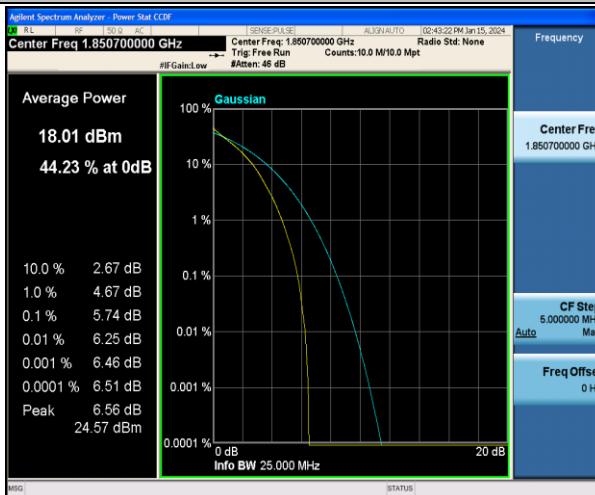 Agilent Spectrum Analyzer - Power Stat CCDF
RL RF 50 Ω AC SENSE:PULSE ALIGN AUTO 02:43:22 PM Jan 15, 2024
Center Freq 1.850700000 GHz
Center Freq: 1.850700000 GHz Radio Std: None
Trig: Free Run Counts:10.0 M/10.0 Mpt
#IFGain:Low #Atten: 46 dB
Frequency
Average Power
18.01 dBm
44.23 % at 0dB
10.0 % 2.67 dB
1.0 % 4.67 dB
0.1 % 5.74 dB
0.01 % 6.25 dB
0.001 % 6.46 dB
0.0001 % 6.51 dB
Peak 6.56 dB
24.57 dBm
Gaussian
100 %
10 %
1 %
0.1 %
0.01 %
0.001 %
0.0001 %
0 dB 20 dB
Info BW 25.000 MHz
Center Fre
1.850700000 GH
CF Ste
5.000000 MH
Auto Ma
Freq Offse
0 H
MSG STATUS